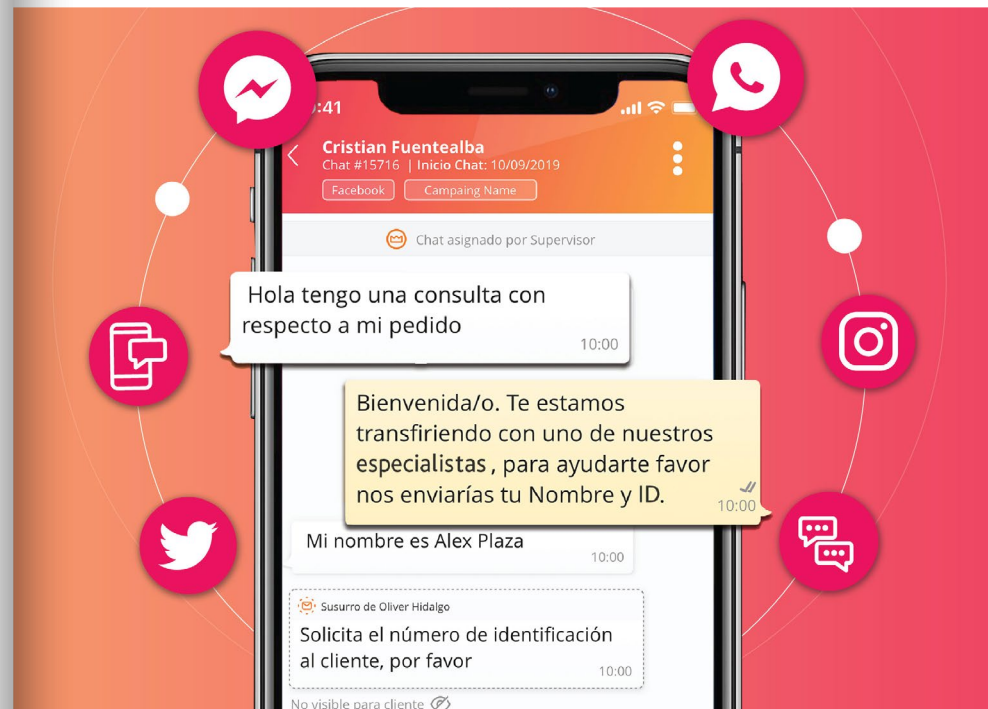 :41
Cristian Fuentealba
Chat #15716 | Inicio Chat: 10/09/2019
Facebook
Campaing Name
Chat asignado por Supervisor
Hola tengo una consulta con
respecto a mi pedido
10:00
Bienvenida/o. Te estamos
transfiriendo con uno de nuestros
especialistas , para ayudarte favor
nos enviarías tu Nombre y ID.
10:00
Mi nombre es Alex Plaza
10:00
Susurro de Oliver Hidalgo
Solicita el número de identificación
al cliente, por favor
10:00
No visible para cliente